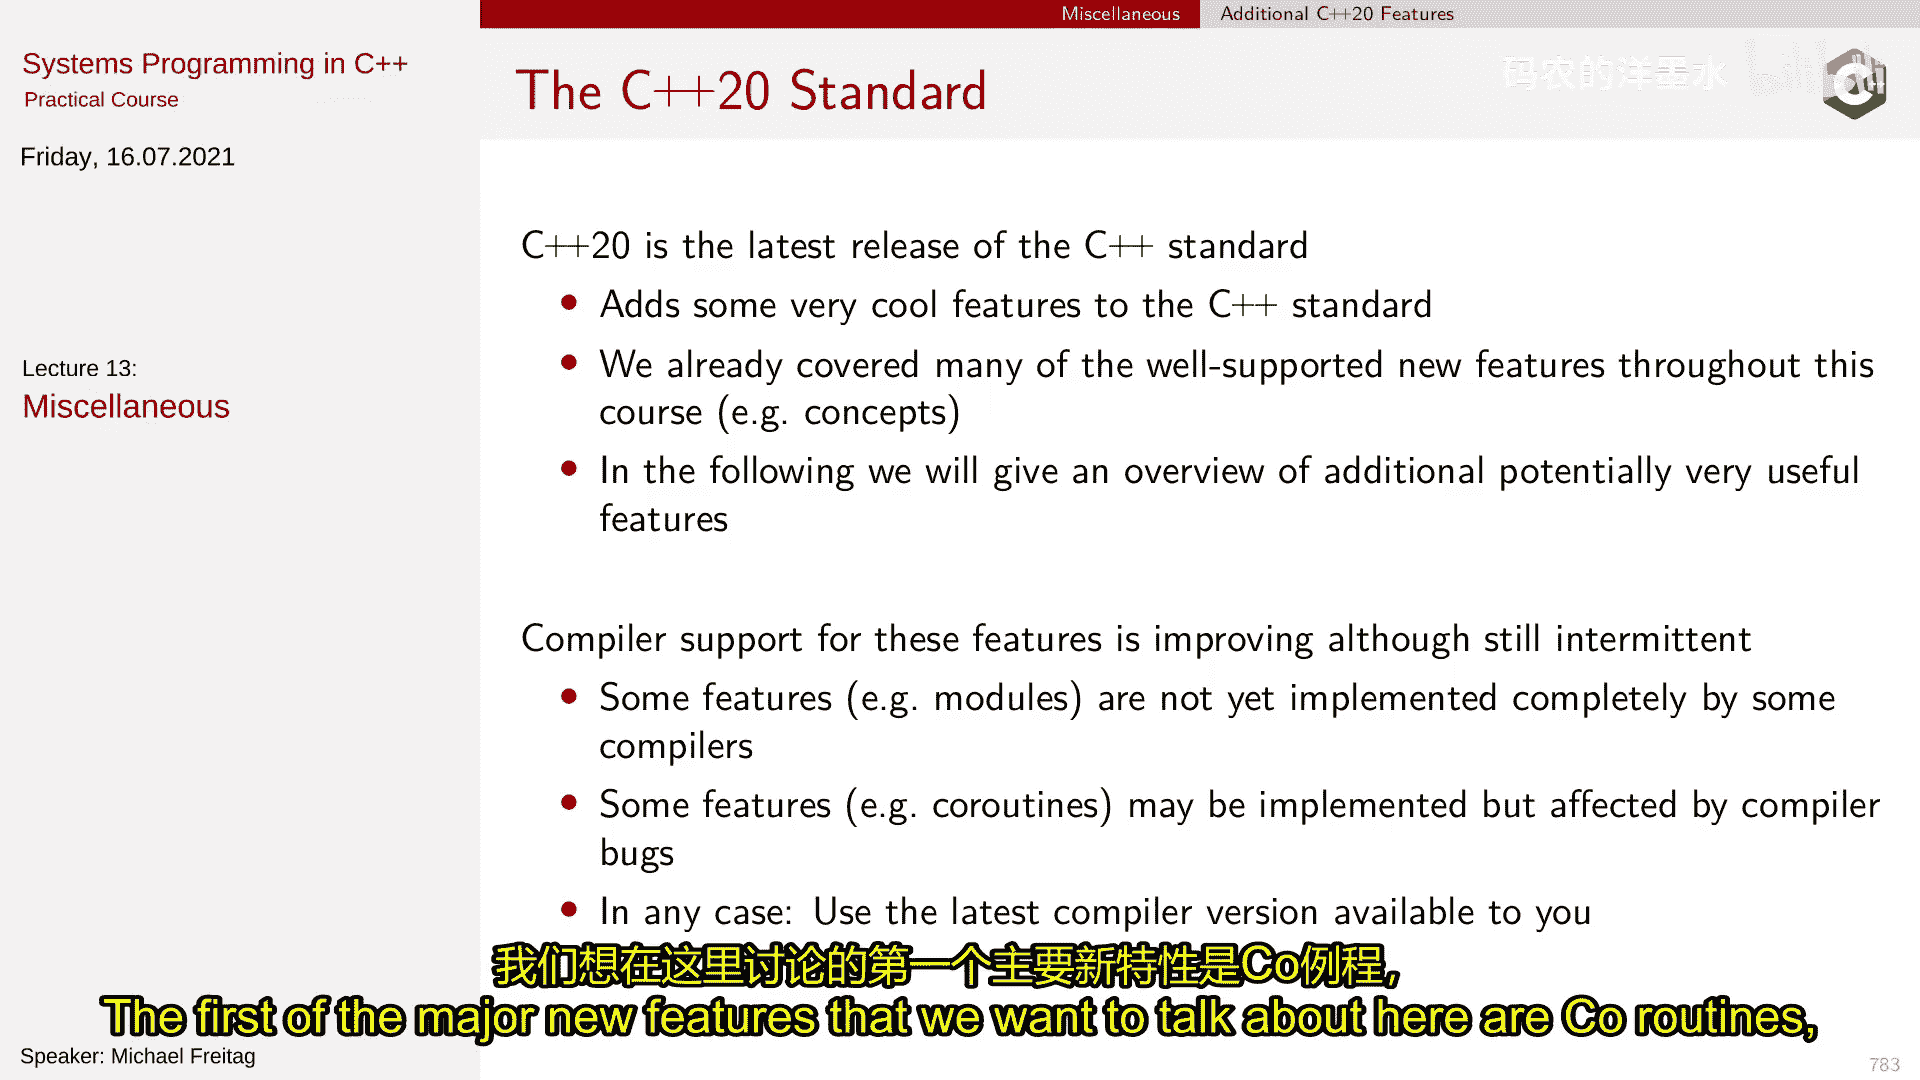 Miscellaneous
Additional C++20 Features
Systems Programming in C++
Practical Course
Friday, 16.07.2021
Lecture 13:
Miscellaneous
The C++20 Standard
码农的洋墨水
C++20 is the latest release of the C++ standard
Adds some very cool features to the C++ standard
We already covered many of the well-supported new features throughout this
course (e.g. concepts)
In the following we will give an overview of additional potentially very useful
features
Compiler support for these features is improving although still intermittent
Some features (e.g. modules) are not yet implemented completely by some
compilers
Some features (e.g. coroutines) may be implemented but affected by compiler
bugs
In any case: Use the latest compiler version available to you
我们想在这里讨论的第一个主要新特性是Co例程,
The first of the major new features that we want to talk about here are Co routines,
Speaker: Michael Freitag
783